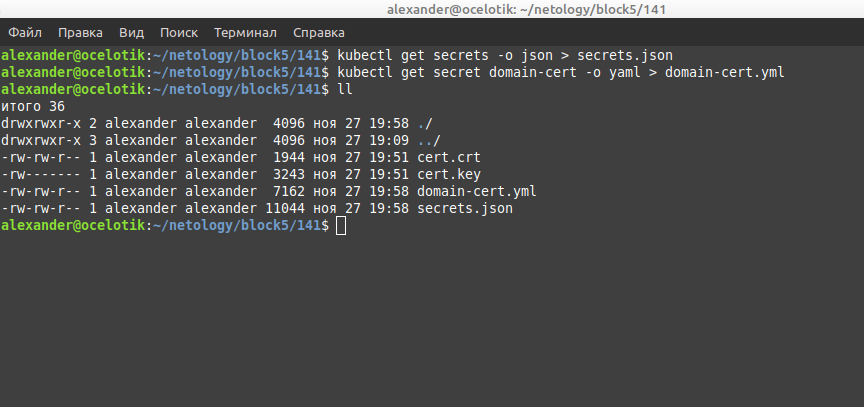 alexander@ocelotik: ~/netology/block5/141
Файл Правка Вид Поиск Терминал Справка
alexander@ocelotik:~/netology/block5/141$ kubectl get secrets -o json > secrets.json
alexander@ocelotik:~/netology/block5/141$ kubectl get secret domain-cert -o yaml > domain-cert.yml
alexander@ocelotik:~/netology/block5/141$ ll
итого 36
drwxrwxr-x 2 alexander alexander  4096 ноя 27 19:58 ./
drwxrwxr-x 3 alexander alexander  4096 ноя 27 19:09 ../
-rw-rw-r-- 1 alexander alexander  1944 ноя 27 19:51 cert.crt
-rw------- 1 alexander alexander  3243 ноя 27 19:51 cert.key
-rw-rw-r-- 1 alexander alexander  7162 ноя 27 19:58 domain-cert.yml
-rw-rw-r-- 1 alexander alexander 11044 ноя 27 19:58 secrets.json
alexander@ocelotik:~/netology/block5/141$